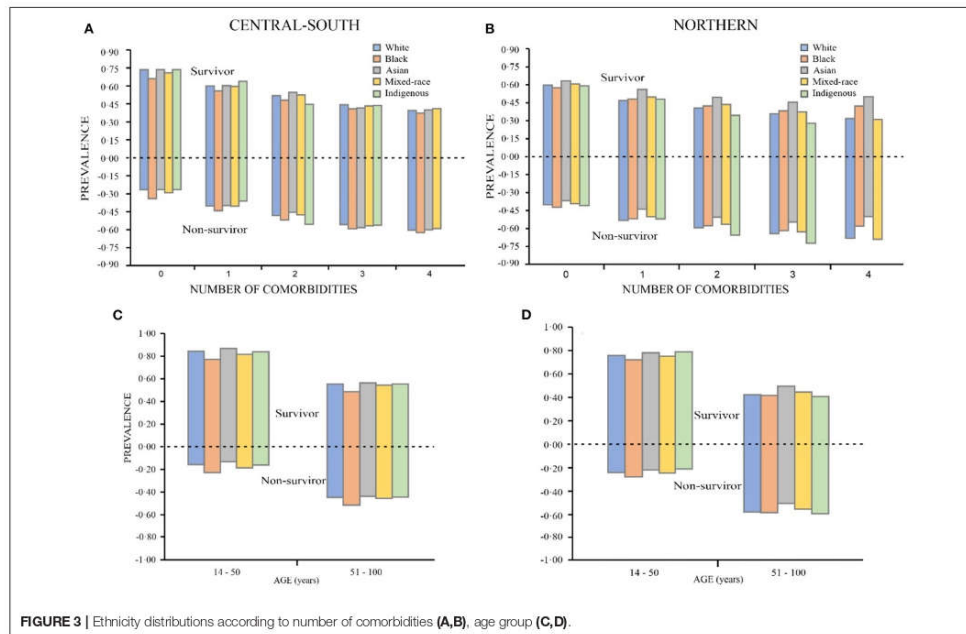 CENTRAL-SOUTH
NORTHERN
A
0·90
0·75
0·60
0·45
0·30
0·15
0·00
-0·15
-0·30
-0·45
-0·60
-0·75
-0·90
PREVALENCE
White
Black
Asian
Mixed-race
Indigenous
Survivor
Non-surviror
0 1 2 3 4
NUMBER OF COMORBIDITIES
B
0·90
0·75
0·60
0·45
0·30
0·15
0·00
-0·15
-0·30
-0·45
-0·60
-0·75
-0·90
PREVALENCE
White
Black
Asian
Mixed-race
Indigenous
Survivor
Non-surviror
0 1 2 3 4
NUMBER OF COMORBIDITIES
C
1·00
0·80
0·60
0·40
0·20
0·00
-0·20
-0·40
-0·60
-0·80
-1·00
PREVALENCE
Survivor
Non-surviror
14 - 50 51 - 100
AGE (years)
D
1·00
0·80
0·60
0·40
0·20
0·00
-0·20
-0·40
-0·60
-0·80
-1·00
Survivor
Non-surviror
14 - 50 51 - 100
AGE (years)
FIGURE 3 | Ethnicity distributions according to number of comorbidities (A,B), age group (C,D).